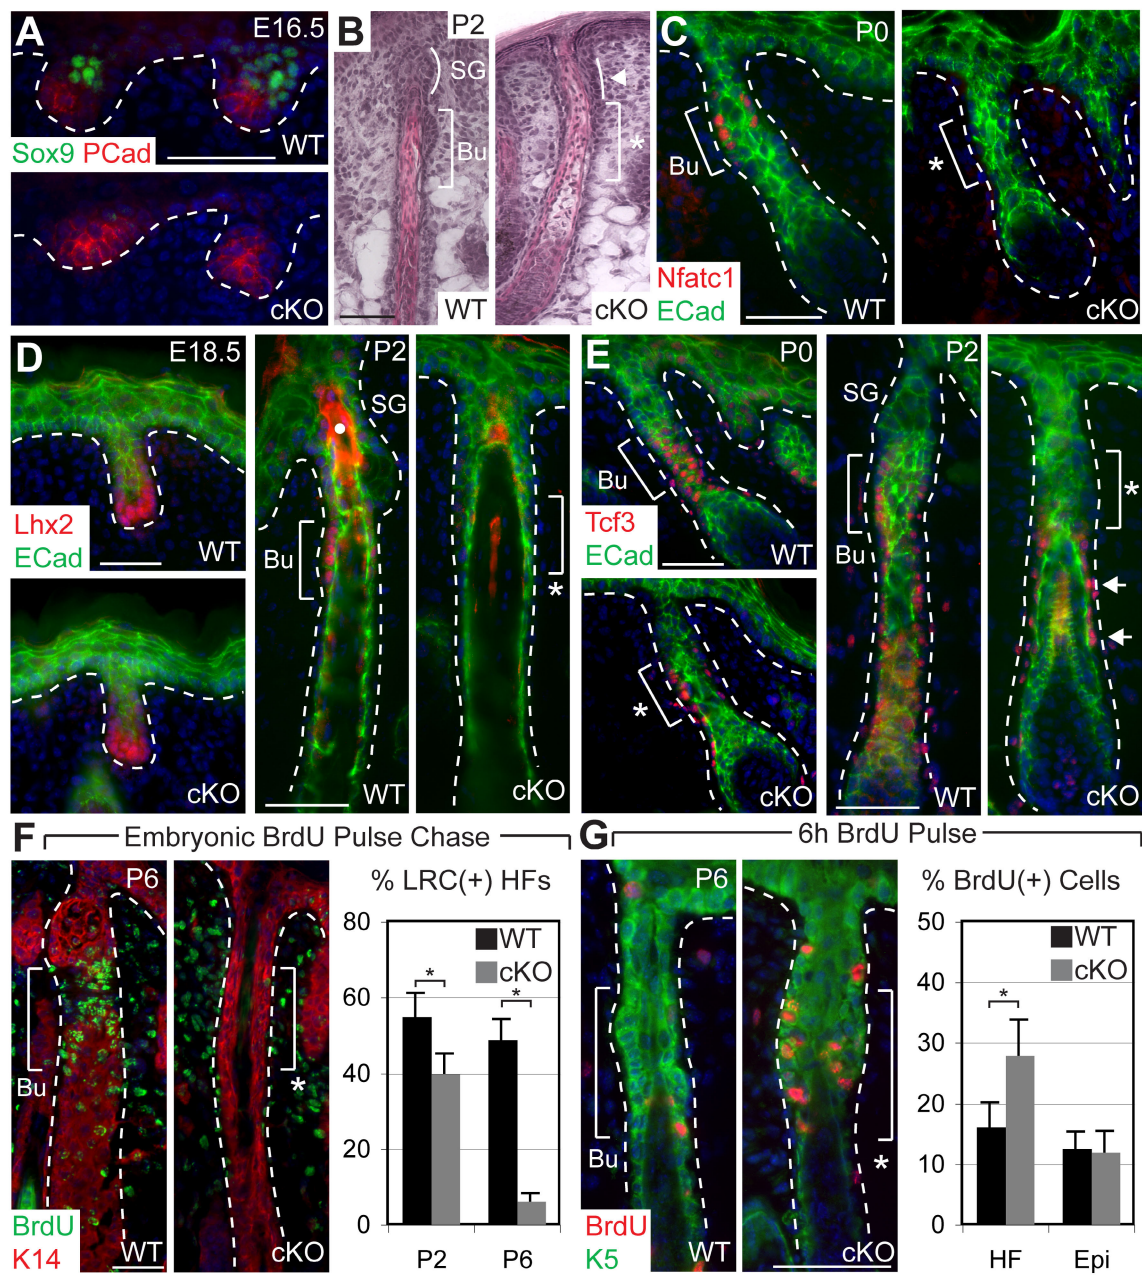 A
E16.5
Sox9 PCad
WT
cKO
B
P2
SG
Bu
*
WT
cKO
C
P0
Bu
*
Nfatc1
ECad
WT
cKO
D
E18.5
Lhx2
ECad
WT
cKO
P2
SG
Bu
*
WT
cKO
E
P0
Bu
Tcf3
ECad
WT
*
cKO
P2
SG
Bu
*
WT
cKO
F
Embryonic BrdU Pulse Chase
P6
Bu
*
BrdU
K14
WT
cKO
% LRC(+) HFs
80
60
40
20
0
WT
cKO
*
*
P2
P6
G
6h BrdU Pulse
P6
Bu
*
BrdU
K5
WT
cKO
% BrdU(+) Cells
50
40
30
20
10
0
WT
cKO
*
HF
Epi